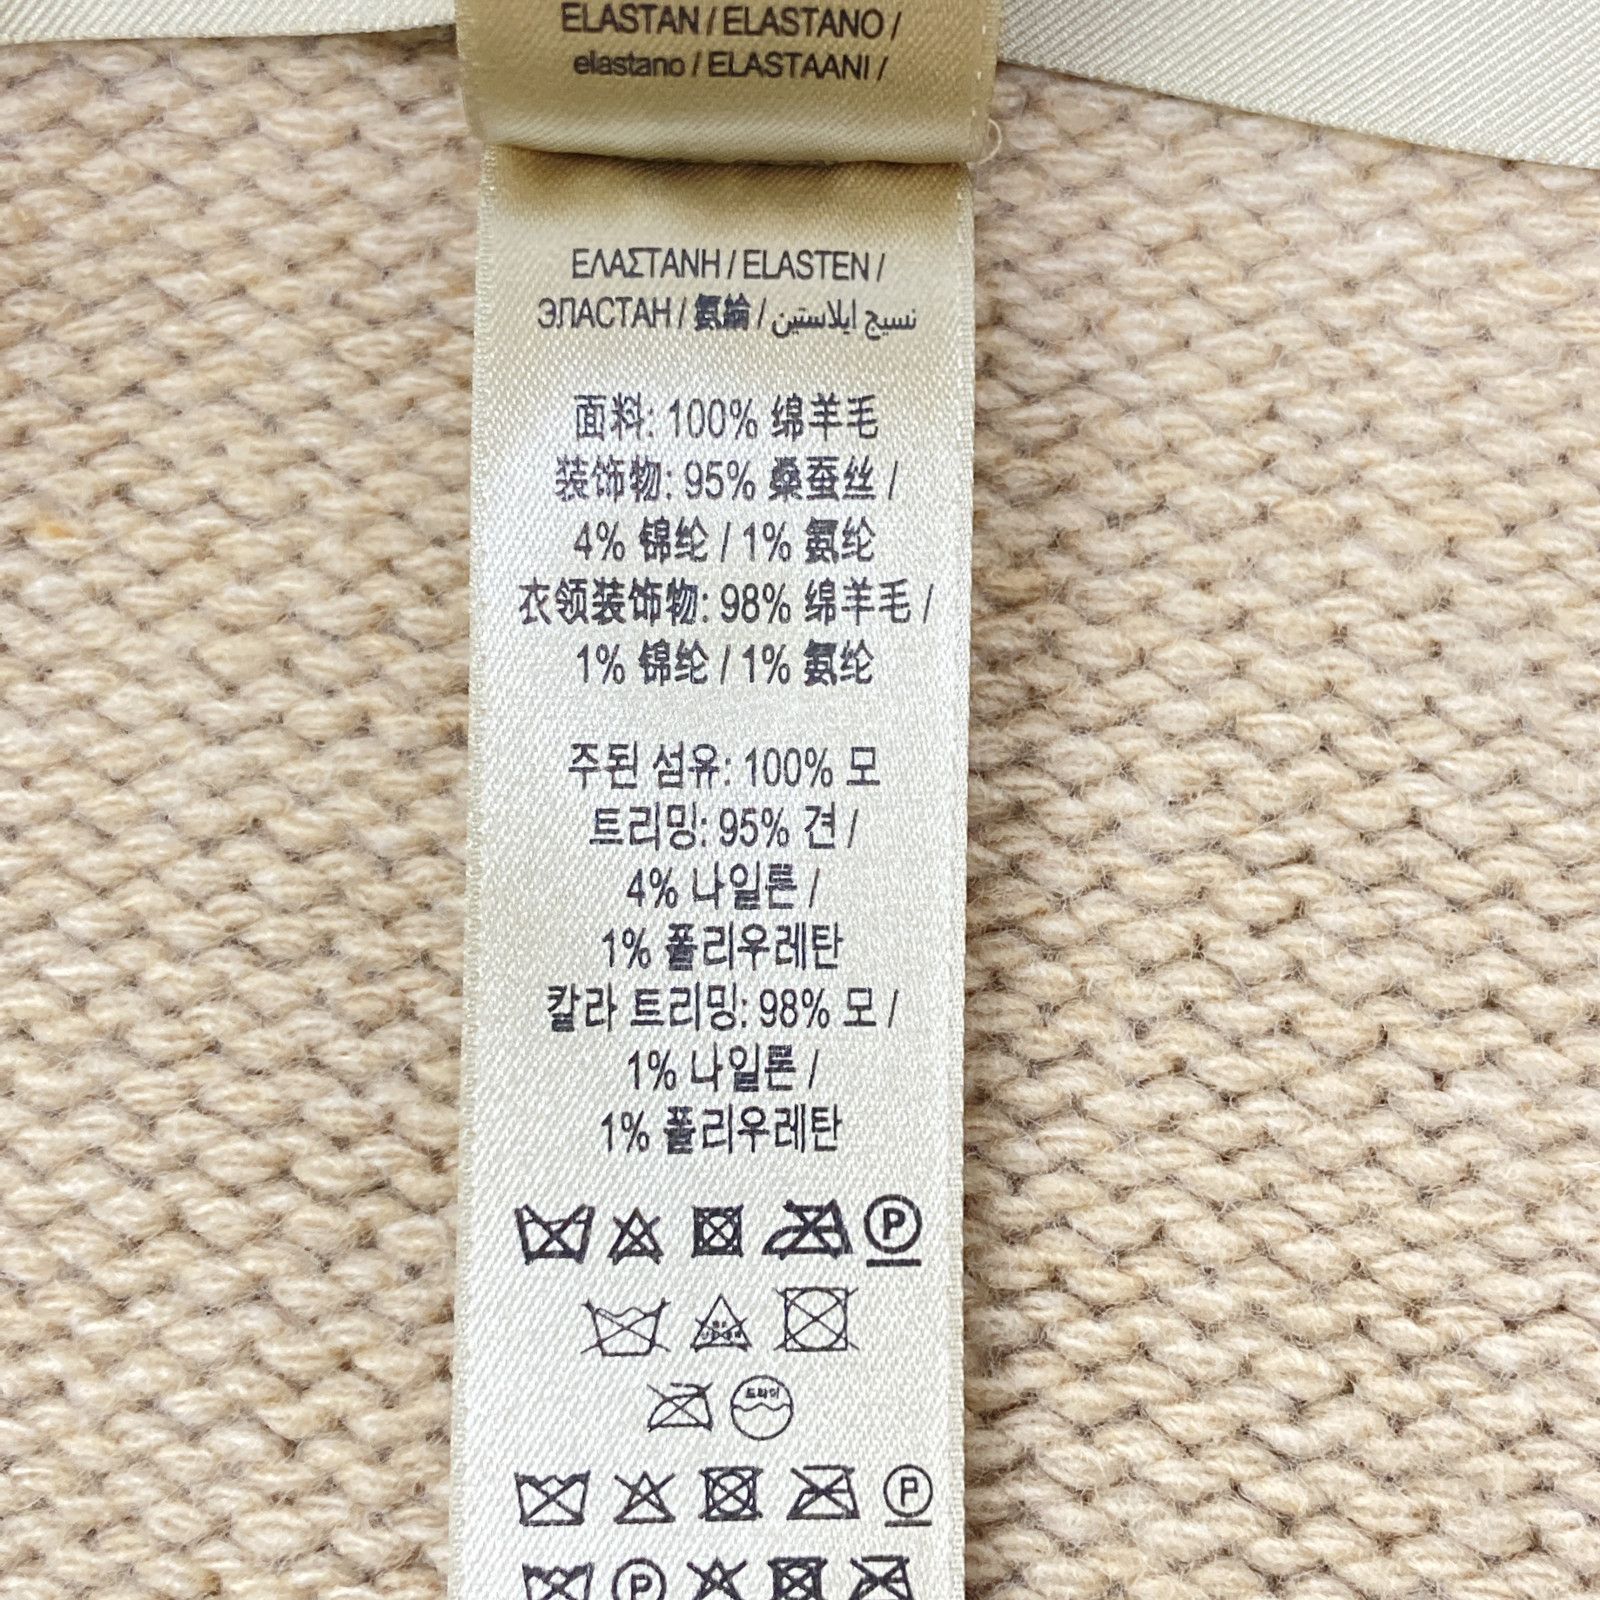 ELASTAN / ELASTANO /
elastano / ELASTAANI /
ΕΛΑΣΤΑΝΗ / ELASTEN /
ЭЛАСТАН / 氨綸 / نسيج ايلاستين
面料: 100% 绵羊毛
装饰物: 95% 桑蚕丝 /
4% 锦纶 / 1% 氨纶
衣领装饰物: 98% 绵羊毛 /
1% 锦纶 / 1% 氨纶
주된 섬유: 100% 모
트리밍: 95% 견 /
4% 나일론 /
1% 폴리우레탄
칼라 트리밍: 98% 모 /
1% 나일론 /
1% 폴리우레탄
P
드라이
P
P